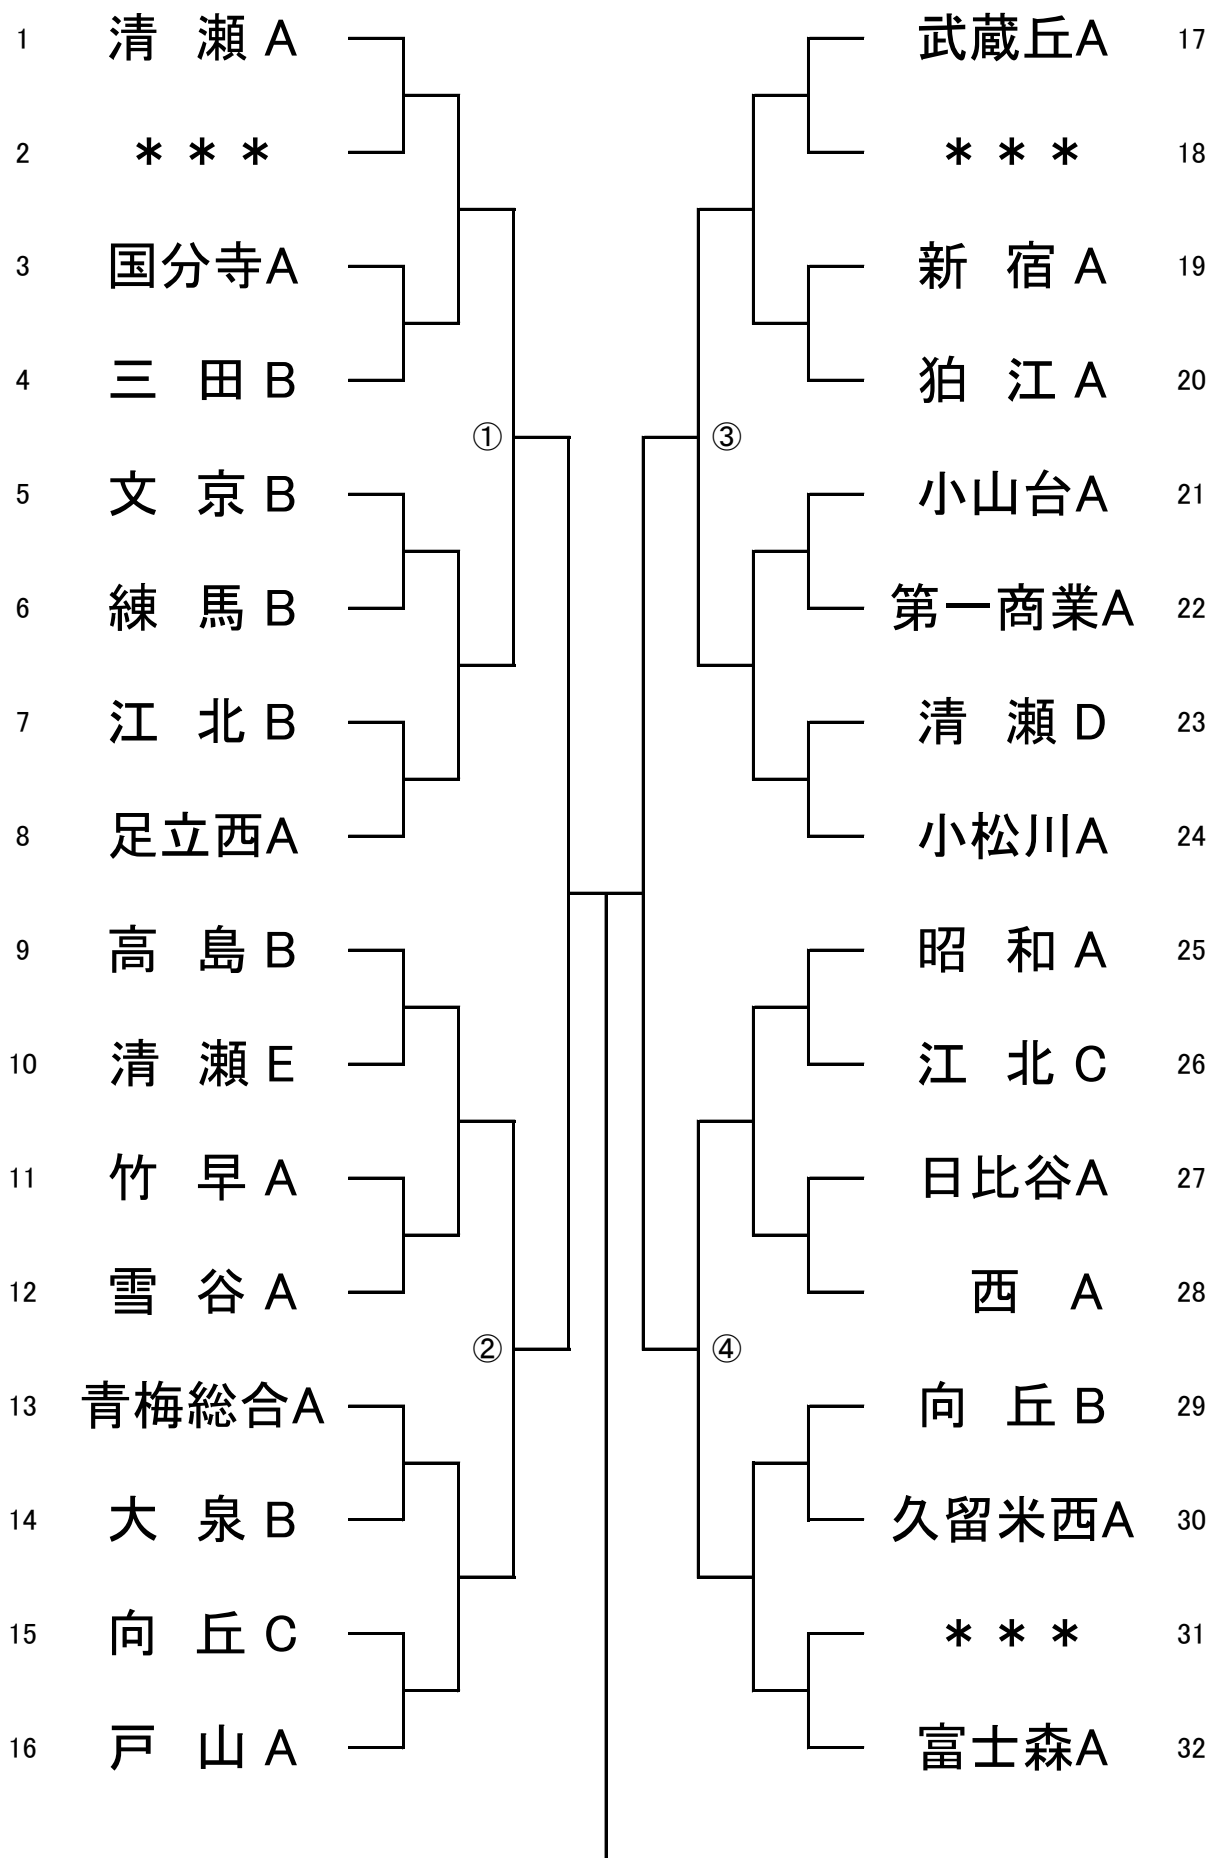 1 清 瀬 A
2 * * *
3 国分寺A
4 三 田 B
①
5 文 京 B
6 練 馬 B
7 江 北 B
8 足立西A
9 高 島 B
10 清 瀬 E
11 竹 早 A
12 雪 谷 A
②
13 青梅総合A
14 大 泉 B
15 向 丘 C
16 戸 山 A
武蔵丘A 17
* * * 18
新 宿 A 19
狛 江 A 20
③
小山台A 21
第一商業A 22
清 瀬 D 23
小松川A 24
昭 和 A 25
江 北 C 26
日比谷A 27
西 A 28
④
向 丘 B 29
久留米西A 30
* * * 31
富士森A 32